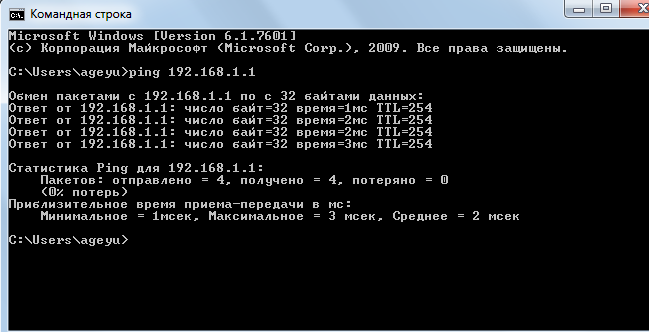 Командная строка
Microsoft Windows [Version 6.1.7601]
(c) Корпорация Майкрософт (Microsoft Corp.), 2009. Все права защищены.
C:\Users\ageyu>ping 192.168.1.1
Обмен пакетами с 192.168.1.1 по с 32 байтами данных:
Ответ от 192.168.1.1: число байт=32 время=1мс TTL=254
Ответ от 192.168.1.1: число байт=32 время=2мс TTL=254
Ответ от 192.168.1.1: число байт=32 время=2мс TTL=254
Ответ от 192.168.1.1: число байт=32 время=3мс TTL=254
Статистика Ping для 192.168.1.1:
Пакетов: отправлено = 4, получено = 4, потеряно = 0
(0% потерь)
Приблизительное время приема-передачи в мс:
Минимальное = 1мсек, Максимальное = 3 мсек, Среднее = 2 мсек
C:\Users\ageyu>